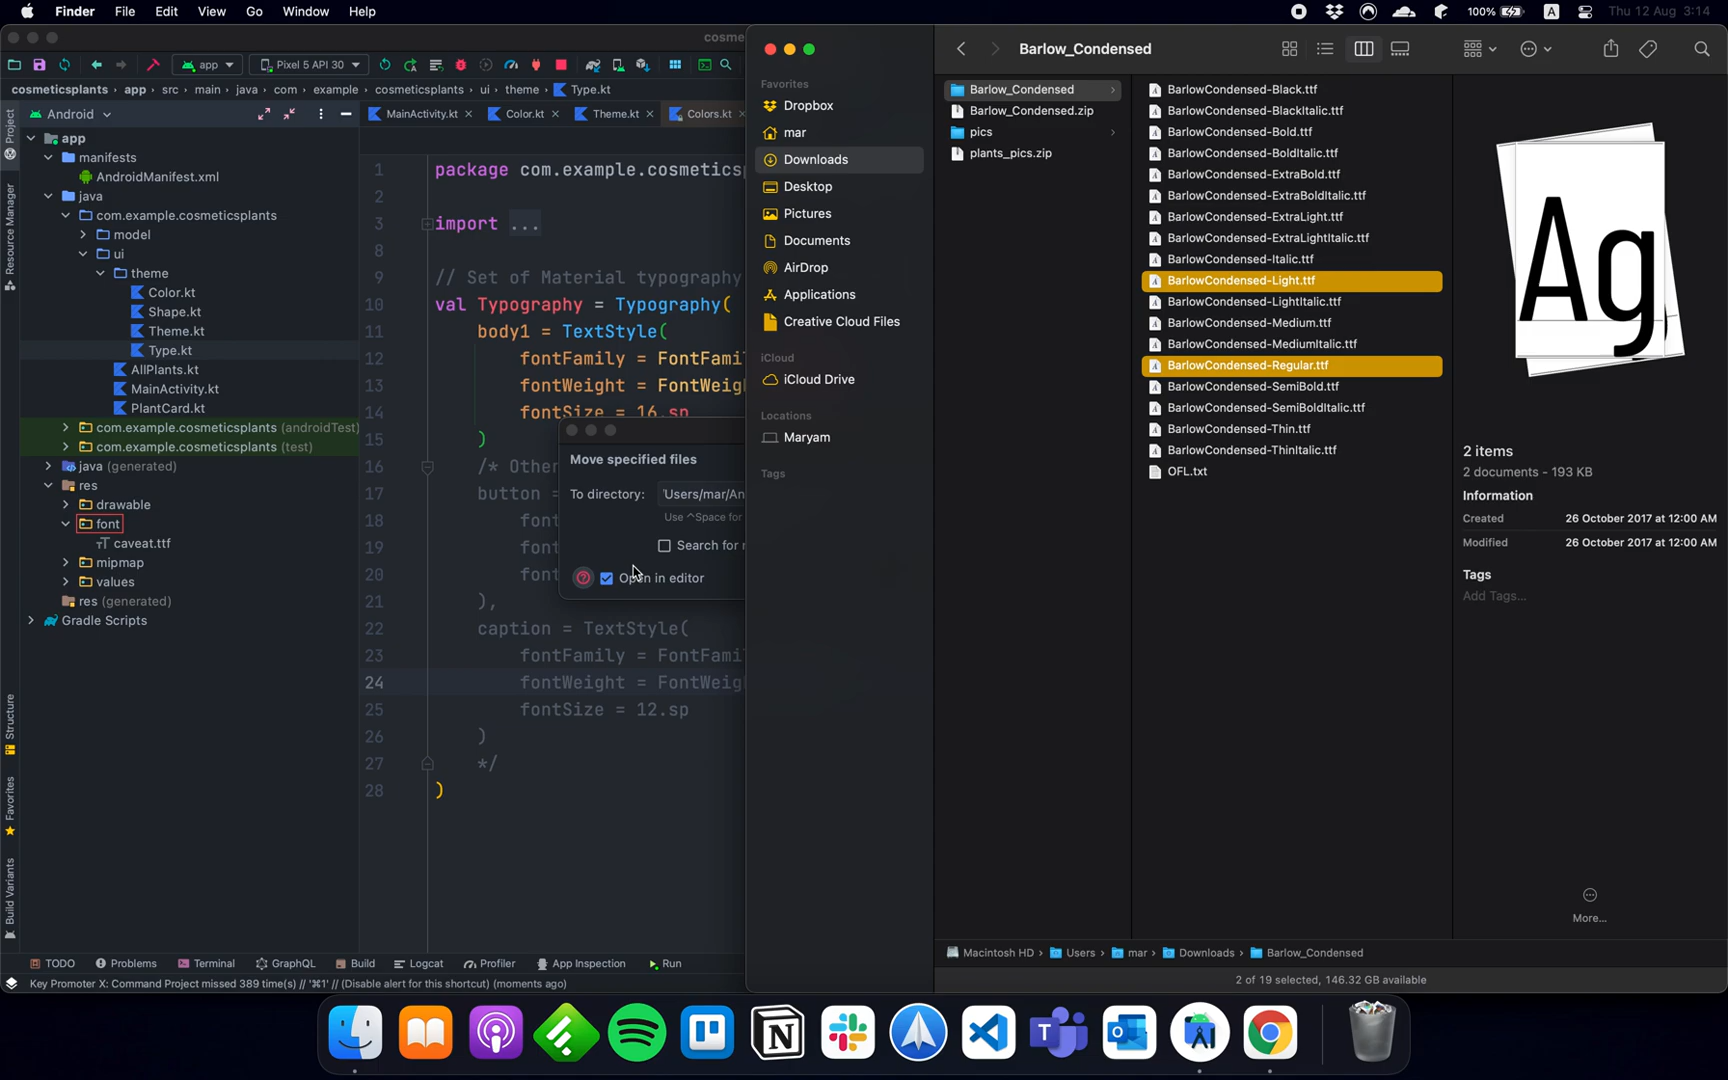 Finder File Edit View Go Window Help
100% A Thu 12 Aug 3:14
cosme
app Pixel 5 API 30
cosmeticsplants app src main java com example cosmeticsplants ui theme Type.kt
Project
Resource Manager
Structure
Favorites
Build Variants
Android
app
manifests
AndroidManifest.xml
java
com.example.cosmeticsplants
model
ui
theme
Color.kt
Shape.kt
Theme.kt
Type.kt
AllPlants.kt
MainActivity.kt
PlantCard.kt
com.example.cosmeticsplants (androidTest)
com.example.cosmeticsplants (test)
java (generated)
res
drawable
font
caveat.ttf
mipmap
values
res (generated)
Gradle Scripts
MainActivity.kt Color.kt Theme.kt Colors.kt
1 package com.example.cosmetics
2
3 import ...
8
9 // Set of Material typography
10 val Typography = Typography(
11 body1 = TextStyle(
12 fontFamily = FontFami
13 fontWeight = FontWeig
14 fontSize = 16.sp
15 )
16 /* Other
17 button =
18 font
19 font
20 font
21 ),
22 caption = TextStyle(
23 fontFamily = FontFami
24 fontWeight = FontWeig
25 fontSize = 12.sp
26 )
27 */
28 )
Move specified files
To directory: 'Users/mar/An
Use ^Space for
Search for r
? Open in editor
TODO Problems Terminal GraphQL Build Logcat Profiler App Inspection Run
Key Promoter X: Command Project missed 389 time(s) // '⌘1' // (Disable alert for this shortcut) (moments ago)
Favorites
Dropbox
mar
Downloads
Desktop
Pictures
Documents
AirDrop
Applications
Creative Cloud Files
iCloud
iCloud Drive
Locations
Maryam
Tags
Barlow_Condensed
Barlow_Condensed
Barlow_Condensed.zip
pics
plants_pics.zip
BarlowCondensed-Black.ttf
BarlowCondensed-BlackItalic.ttf
BarlowCondensed-Bold.ttf
BarlowCondensed-BoldItalic.ttf
BarlowCondensed-ExtraBold.ttf
BarlowCondensed-ExtraBoldItalic.ttf
BarlowCondensed-ExtraLight.ttf
BarlowCondensed-ExtraLightItalic.ttf
BarlowCondensed-Italic.ttf
BarlowCondensed-Light.ttf
BarlowCondensed-LightItalic.ttf
BarlowCondensed-Medium.ttf
BarlowCondensed-MediumItalic.ttf
BarlowCondensed-Regular.ttf
BarlowCondensed-SemiBold.ttf
BarlowCondensed-SemiBoldItalic.ttf
BarlowCondensed-Thin.ttf
BarlowCondensed-ThinItalic.ttf
OFL.txt
Ag
2 items
2 documents - 193 KB
Information
Created 26 October 2017 at 12:00 AM
Modified 26 October 2017 at 12:00 AM
Tags
Add Tags...
More...
Macintosh HD Users mar Downloads Barlow_Condensed
2 of 19 selected, 146.32 GB available